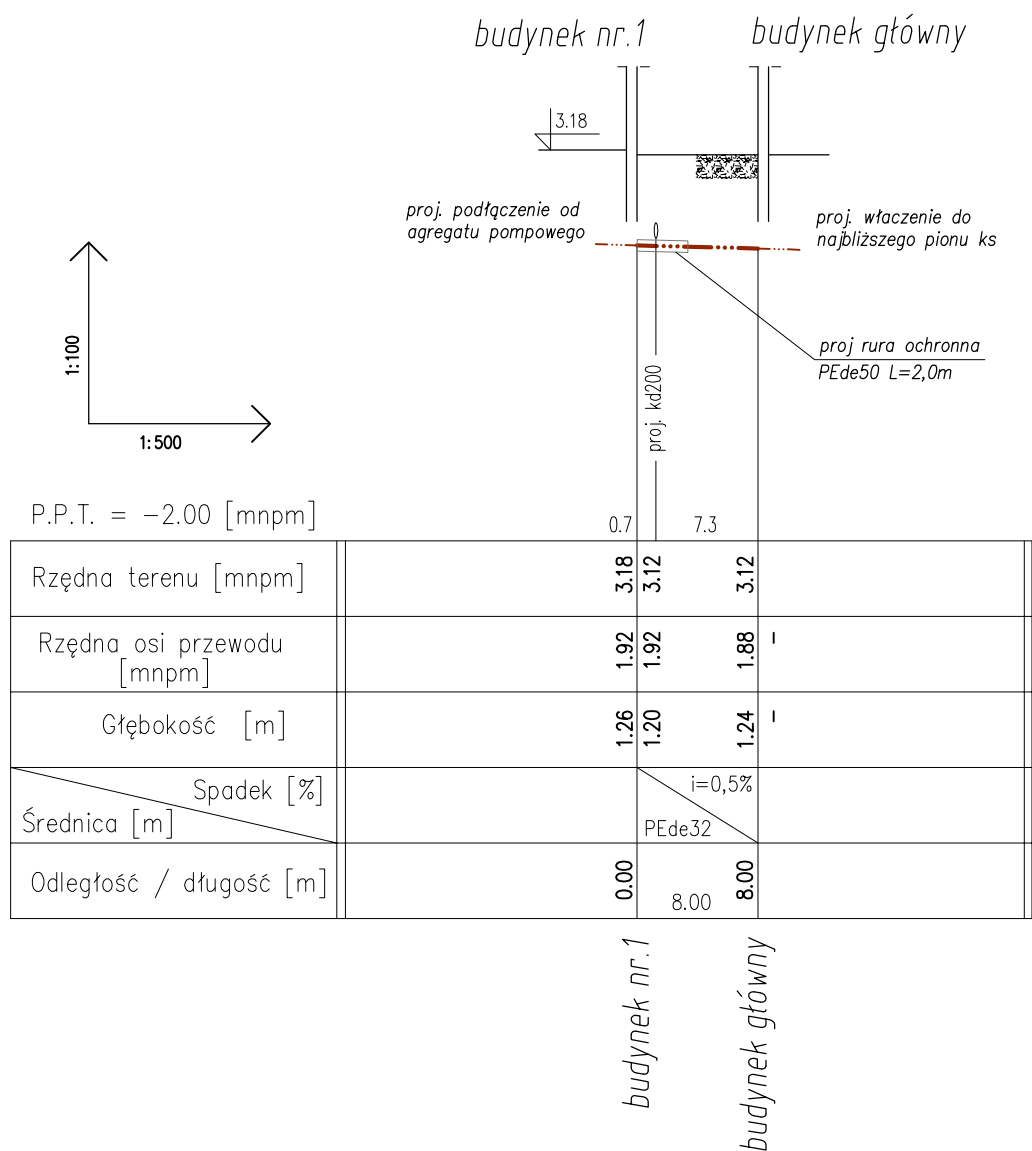 budynek nr.1
budynek główny
3.18
proj. podłączenie od
agregatu pompowego
proj. właczenie do
najbliższego pionu ks
proj rura ochronna
PEde50 L=2,0m
1:100
1:500
proj. kd200
P.P.T. = -2.00 [mnpm]
0.7
7.3
Rzędna terenu [mnpm]
3.18
3.12
3.12
Rzędna osi przewodu
[mnpm]
1.92
1.92
1.88
-
Głębokość [m]
1.26
1.20
1.24
-
Spadek [%]
Średnica [m]
i=0,5%
PEde32
Odległość / długość [m]
0.00
8.00
8.00
budynek nr.1
budynek główny